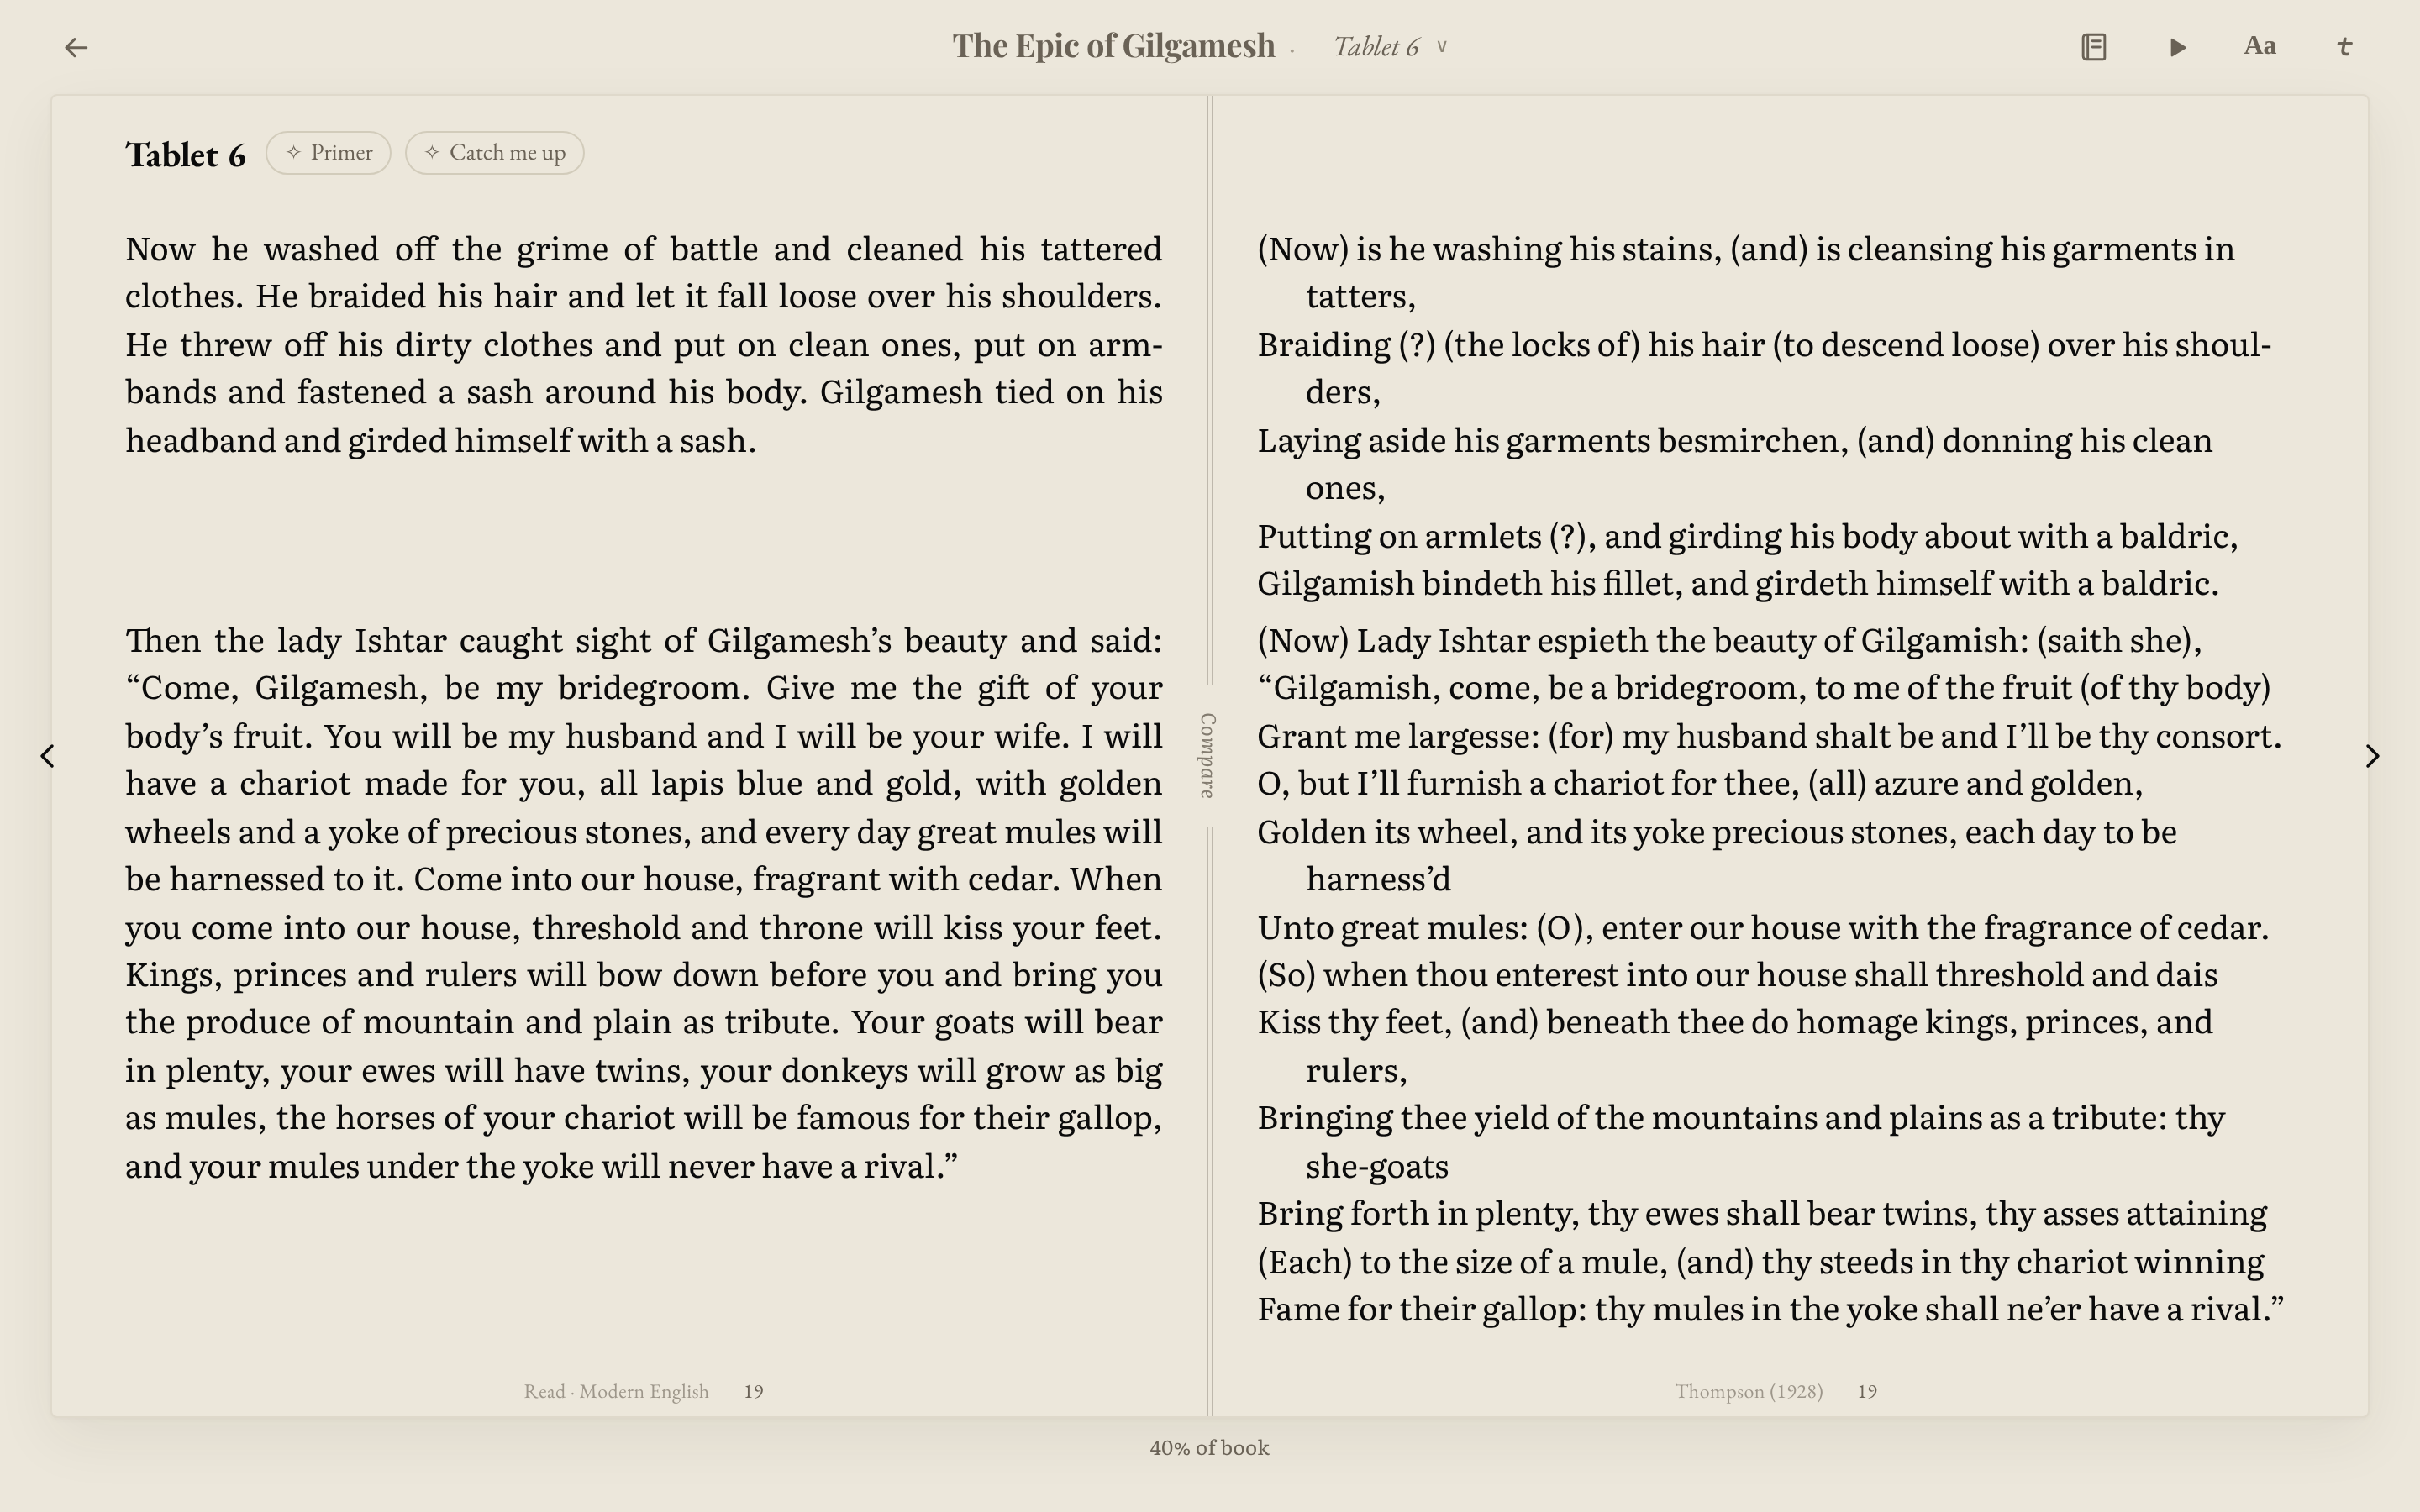 The Epic of Gilgamesh · Tablet 6
Aa t
Tablet 6 Primer Catch me up
Now he washed off the grime of battle and cleaned his tattered
clothes. He braided his hair and let it fall loose over his shoulders.
He threw off his dirty clothes and put on clean ones, put on arm-
bands and fastened a sash around his body. Gilgamesh tied on his
headband and girded himself with a sash.
Then the lady Ishtar caught sight of Gilgamesh’s beauty and said:
“Come, Gilgamesh, be my bridegroom. Give me the gift of your
body’s fruit. You will be my husband and I will be your wife. I will
have a chariot made for you, all lapis blue and gold, with golden
wheels and a yoke of precious stones, and every day great mules will
be harnessed to it. Come into our house, fragrant with cedar. When
you come into our house, threshold and throne will kiss your feet.
Kings, princes and rulers will bow down before you and bring you
the produce of mountain and plain as tribute. Your goats will bear
in plenty, your ewes will have twins, your donkeys will grow as big
as mules, the horses of your chariot will be famous for their gallop,
and your mules under the yoke will never have a rival.”
Read · Modern English 19
Compare
(Now) is he washing his stains, (and) is cleansing his garments in
tatters,
Braiding (?) (the locks of) his hair (to descend loose) over his shoul-
ders,
Laying aside his garments besmirchen, (and) donning his clean
ones,
Putting on armlets (?), and girding his body about with a baldric,
Gilgamish bindeth his fillet, and girdeth himself with a baldric.
(Now) Lady Ishtar espieth the beauty of Gilgamish: (saith she),
“Gilgamish, come, be a bridegroom, to me of the fruit (of thy body)
Grant me largesse: (for) my husband shalt be and I’ll be thy consort.
O, but I’ll furnish a chariot for thee, (all) azure and golden,
Golden its wheel, and its yoke precious stones, each day to be
harness’d
Unto great mules: (O), enter our house with the fragrance of cedar.
(So) when thou enterest into our house shall threshold and dais
Kiss thy feet, (and) beneath thee do homage kings, princes, and
rulers,
Bringing thee yield of the mountains and plains as a tribute: thy
she-goats
Bring forth in plenty, thy ewes shall bear twins, thy asses attaining
(Each) to the size of a mule, (and) thy steeds in thy chariot winning
Fame for their gallop: thy mules in the yoke shall ne’er have a rival.”
Thompson (1928) 19
40% of book